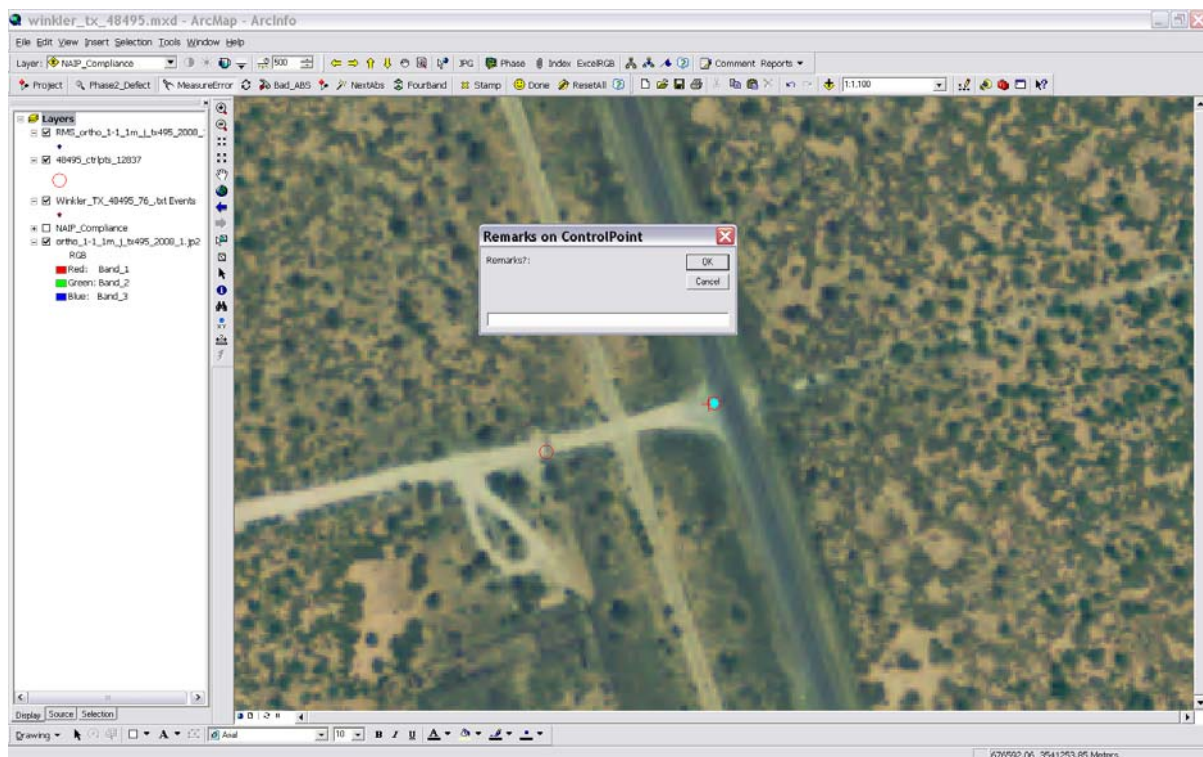 winkler_tx_48495.mxd - ArcMap - ArcInfo
File Edit View Insert Selection Tools Window Help
Layer: NAIP_Compliance 500 JPG Phase Index ExcelRGB Comment Reports
Project Phase2_Defect MeasureError Bad_ABS NextAbs FourBand Stamp Done ResetAll 1:1,100
Layers
RMS_ortho_1-1_1m_j_tx495_2008_
48495_ctrlpts_12837
Winkler_TX_48495_76_.txt Events
NAIP_Compliance
ortho_1-1_1m_j_tx495_2008_1.jp2
RGB
Red: Band_1
Green: Band_2
Blue: Band_3
Remarks on ControlPoint
Remarks?:
OK
Cancel
Display Source Selection
Drawing A Arial 10 B I U A
676592.06 3541253.85 Meters